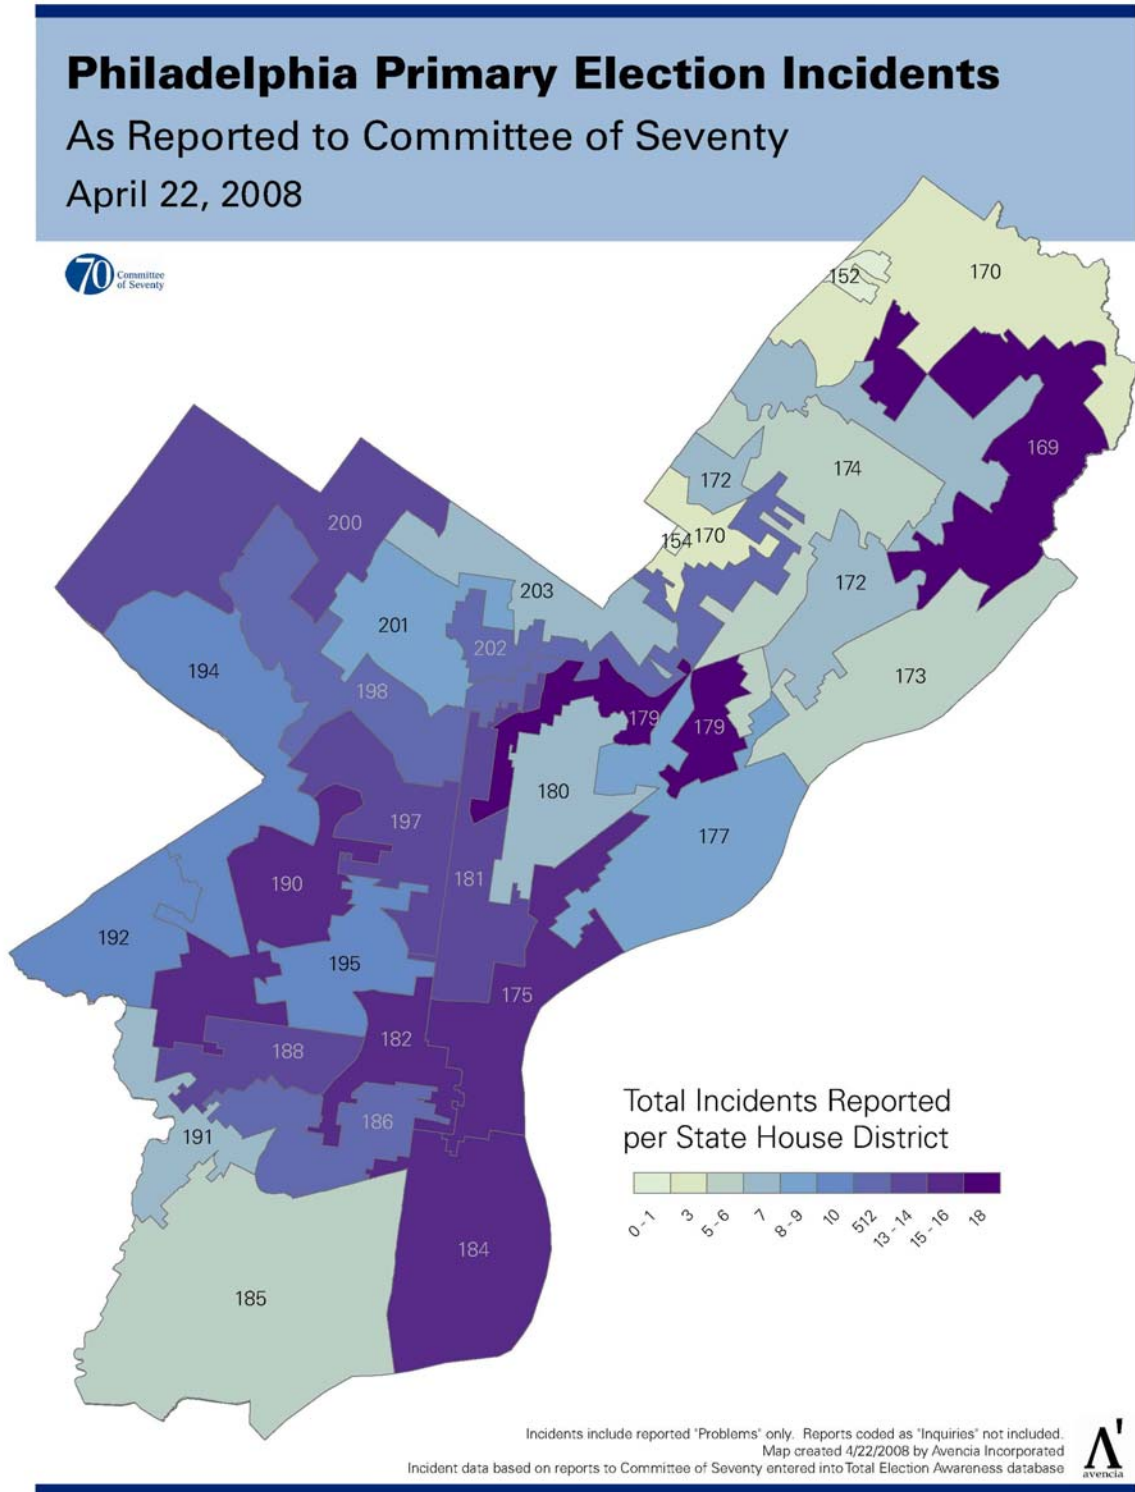 Philadelphia Primary Election Incidents
As Reported to Committee of Seventy
April 22, 2008
70 Committee
of Seventy
152
170
169
174
172
154 170
200
203
172
201
202
194
173
198
179
179
180
177
197
181
190
192
195
175
182
188
186
191
184
185
Total Incidents Reported
per State House District
0 - 1
3
5 - 6
7
8 - 9
10
512
13 - 14
15 - 16
18
Incidents include reported "Problems" only. Reports coded as "Inquiries" not included.
Map created 4/22/2008 by Avencia Incorporated
Incident data based on reports to Committee of Seventy entered into Total Election Awareness database
avencia